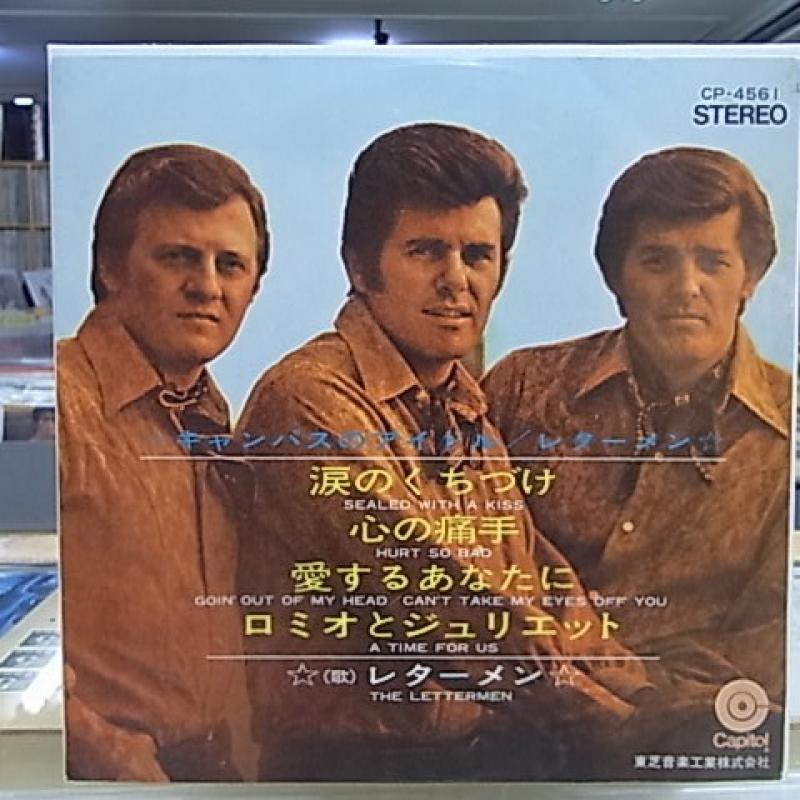 CP-4561
STEREO
☆キャンパスのアイドル／レターメン☆
涙のくちづけ
SEALED WITH A KISS
心の痛手
HURT SO BAD
愛するあなたに
GOIN' OUT OF MY HEAD/CAN'T TAKE MY EYES OFF YOU
ロミオとジュリエット
A TIME FOR US
☆(歌)レターメン☆
THE LETTERMEN
Capitol
東芝音楽工業株式会社